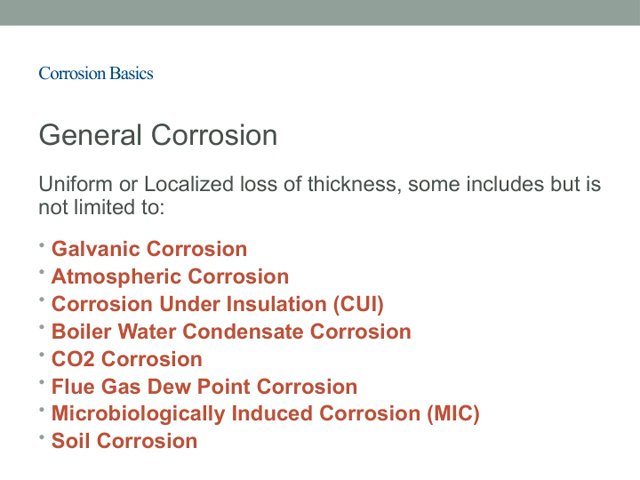 Corrosion Basics
General Corrosion
Uniform or Localized loss of thickness, some includes but is
not limited to:
• Galvanic Corrosion
• Atmospheric Corrosion
• Corrosion Under Insulation (CUI)
• Boiler Water Condensate Corrosion
• CO2 Corrosion
• Flue Gas Dew Point Corrosion
• Microbiologically Induced Corrosion (MIC)
• Soil Corrosion